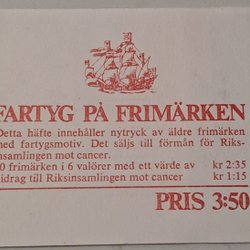 FARTYG PÅ FRIMÄRKEN
Detta häfte innehåller nytryck av äldre frimärken
med fartygsmotiv. Det säljs till förmån för Riks-
insamlingen mot cancer.
0 frimärken i 6 valörer med ett värde av kr 2:35
idrag till Riksinsamlingen mot cancer kr 1:15
PRIS 3:50